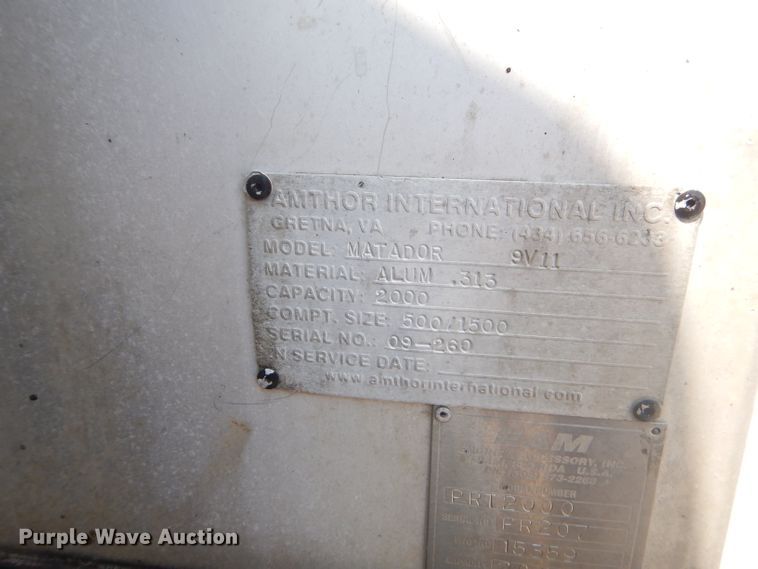 AMTHOR INTERNATIONAL INC.
GRETNA, VA PHONE: (434) 656-6233
MODEL: MATADOR 9V11
MATERIAL: ALUM .313
CAPACITY: 2000
COMPT. SIZE: 500/1500
SERIAL NO.: 09-260
IN SERVICE DATE:
www.amthorinternational.com
U.S.A.
PRT2000
15359
Purple Wave Auction